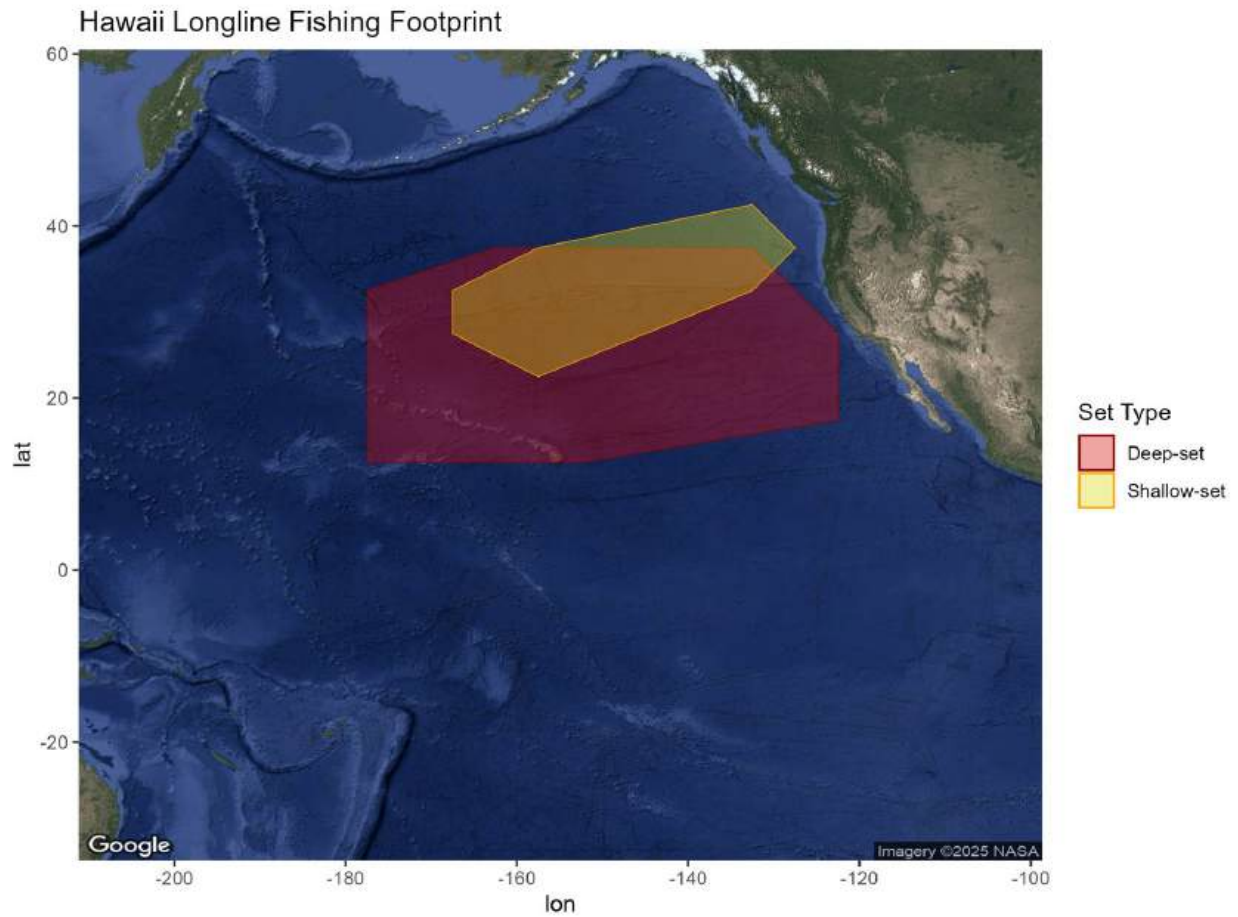 Hawaii Longline Fishing Footprint
60
40
20
0
-20
lat
-200
-180
-160
-140
-120
-100
lon
Set Type
Deep-set
Shallow-set
Google
Imagery ©2025 NASA